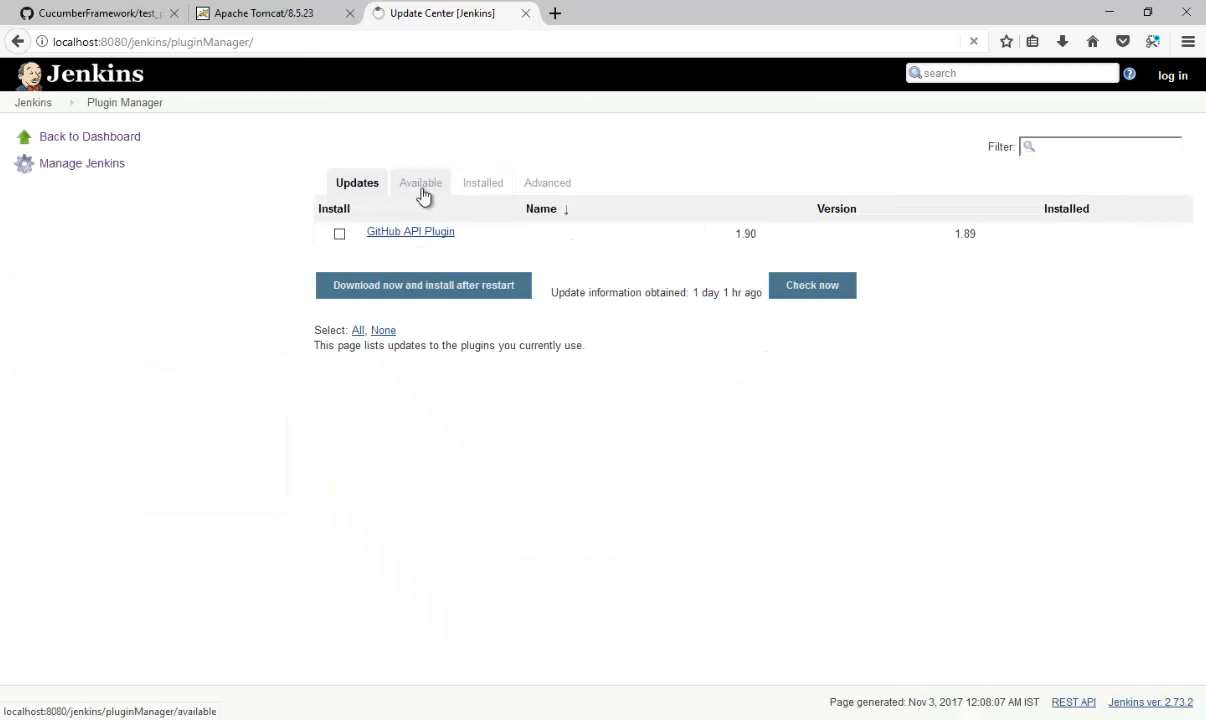 CucumberFramework/test_p
Apache Tomcat/8.5.23
Update Center [Jenkins]
localhost:8080/jenkins/pluginManager/
Jenkins
search
log in
Jenkins
Plugin Manager
Back to Dashboard
Manage Jenkins
Filter:
Updates
Available
Installed
Advanced
Install
Name ↓
Version
Installed
GitHub API Plugin
1.90
1.89
Download now and install after restart
Update information obtained: 1 day 1 hr ago
Check now
Select: All, None
This page lists updates to the plugins you currently use.
Page generated: Nov 3, 2017 12:08:07 AM IST
REST API
Jenkins ver. 2.73.2
localhost:8080/jenkins/pluginManager/available